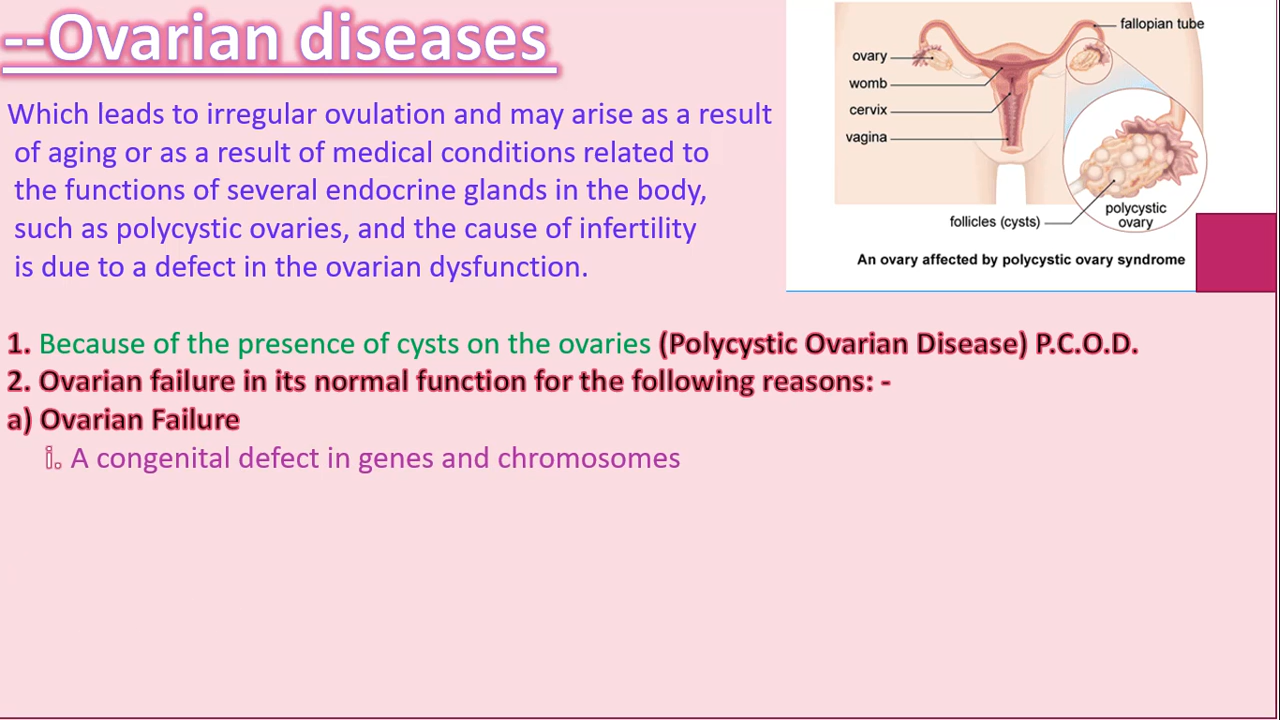 --Ovarian diseases
Which leads to irregular ovulation and may arise as a result
of aging or as a result of medical conditions related to
the functions of several endocrine glands in the body,
such as polycystic ovaries, and the cause of infertility
is due to a defect in the ovarian dysfunction.
fallopian tube
ovary
womb
cervix
vagina
follicles (cysts)
polycystic
ovary
An ovary affected by polycystic ovary syndrome
1. Because of the presence of cysts on the ovaries (Polycystic Ovarian Disease) P.C.O.D.
2. Ovarian failure in its normal function for the following reasons: -
a) Ovarian Failure
i. A congenital defect in genes and chromosomes